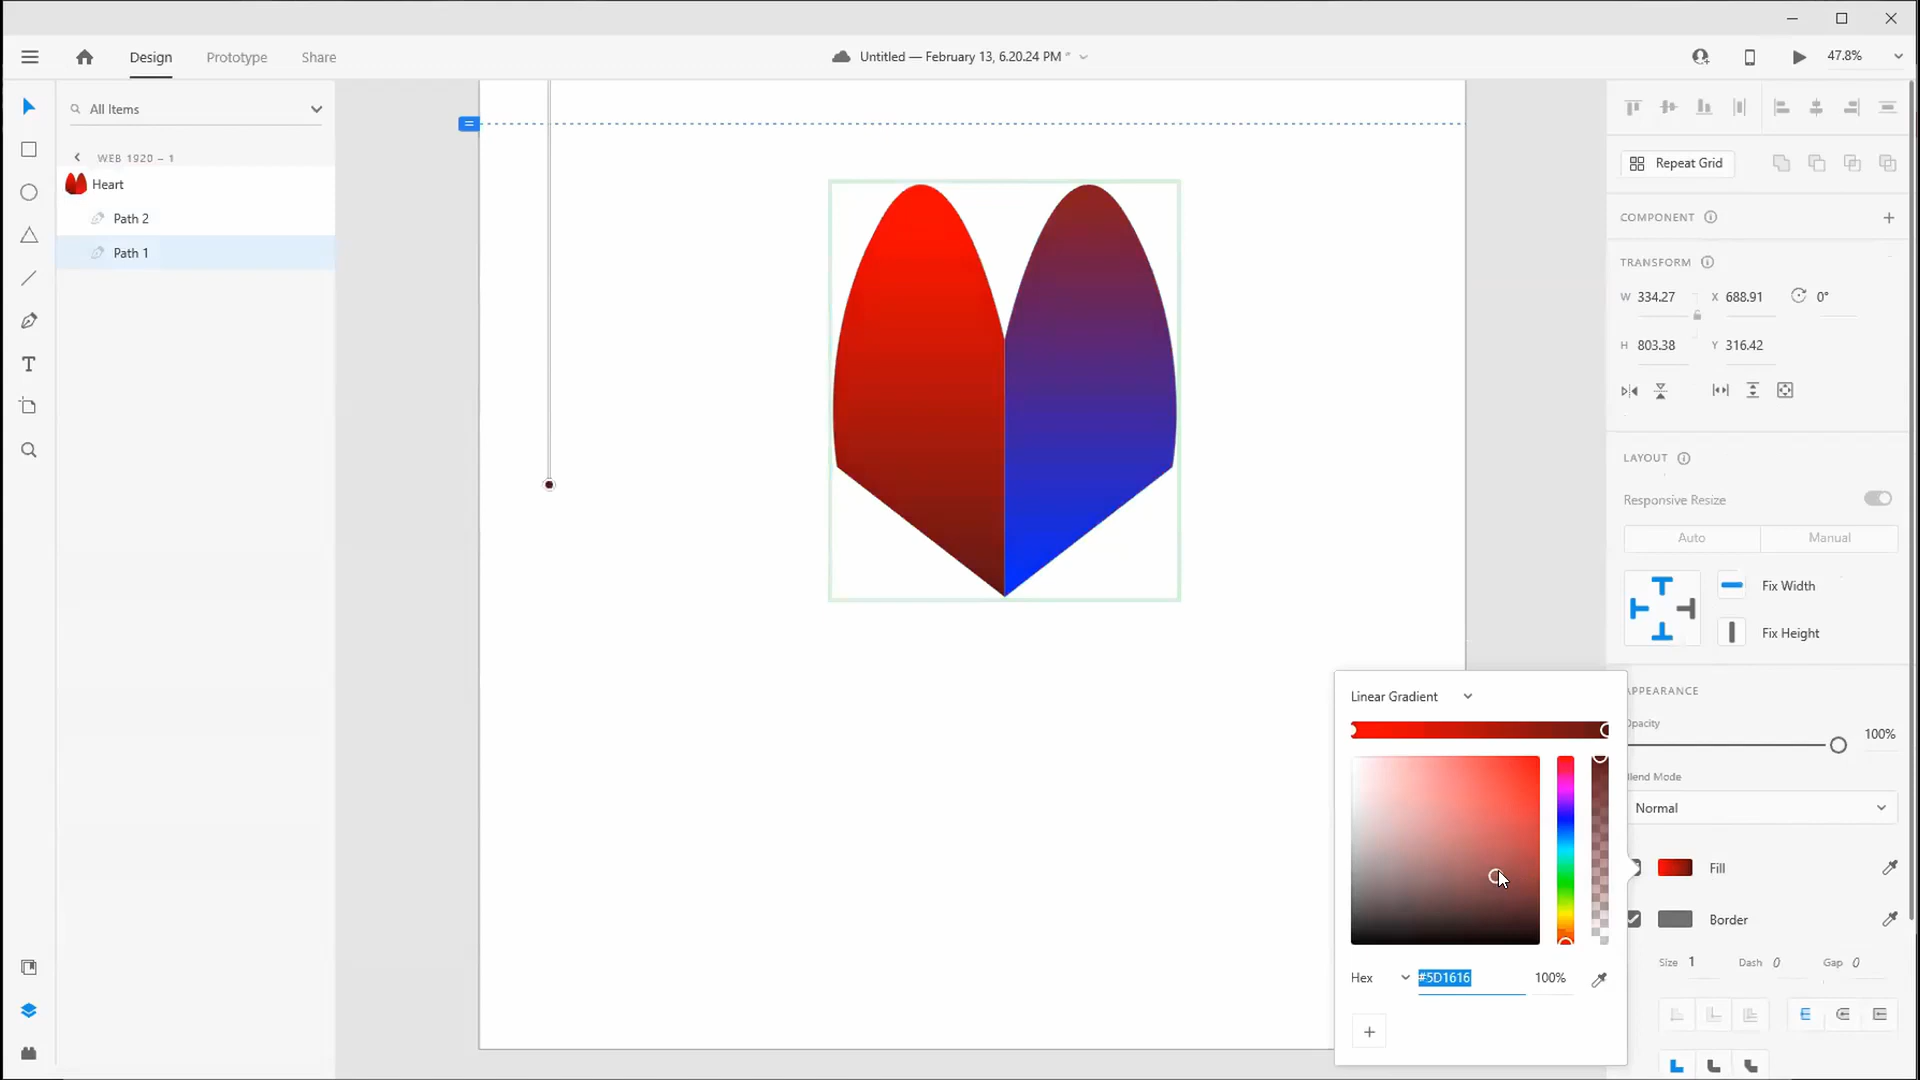 Design
Prototype
Share
Untitled — February 13, 6.20.24 PM *
47.8%
All Items
WEB 1920 – 1
Heart
Path 2
Path 1
Repeat Grid
COMPONENT
TRANSFORM
W 334.27
X 688.91
0°
H 803.38
Y 316.42
LAYOUT
Responsive Resize
Auto
Manual
Fix Width
Fix Height
APPEARANCE
Opacity
100%
Blend Mode
Normal
Fill
Border
Size 1
Dash 0
Gap 0
Linear Gradient
Hex
#5D1616
100%